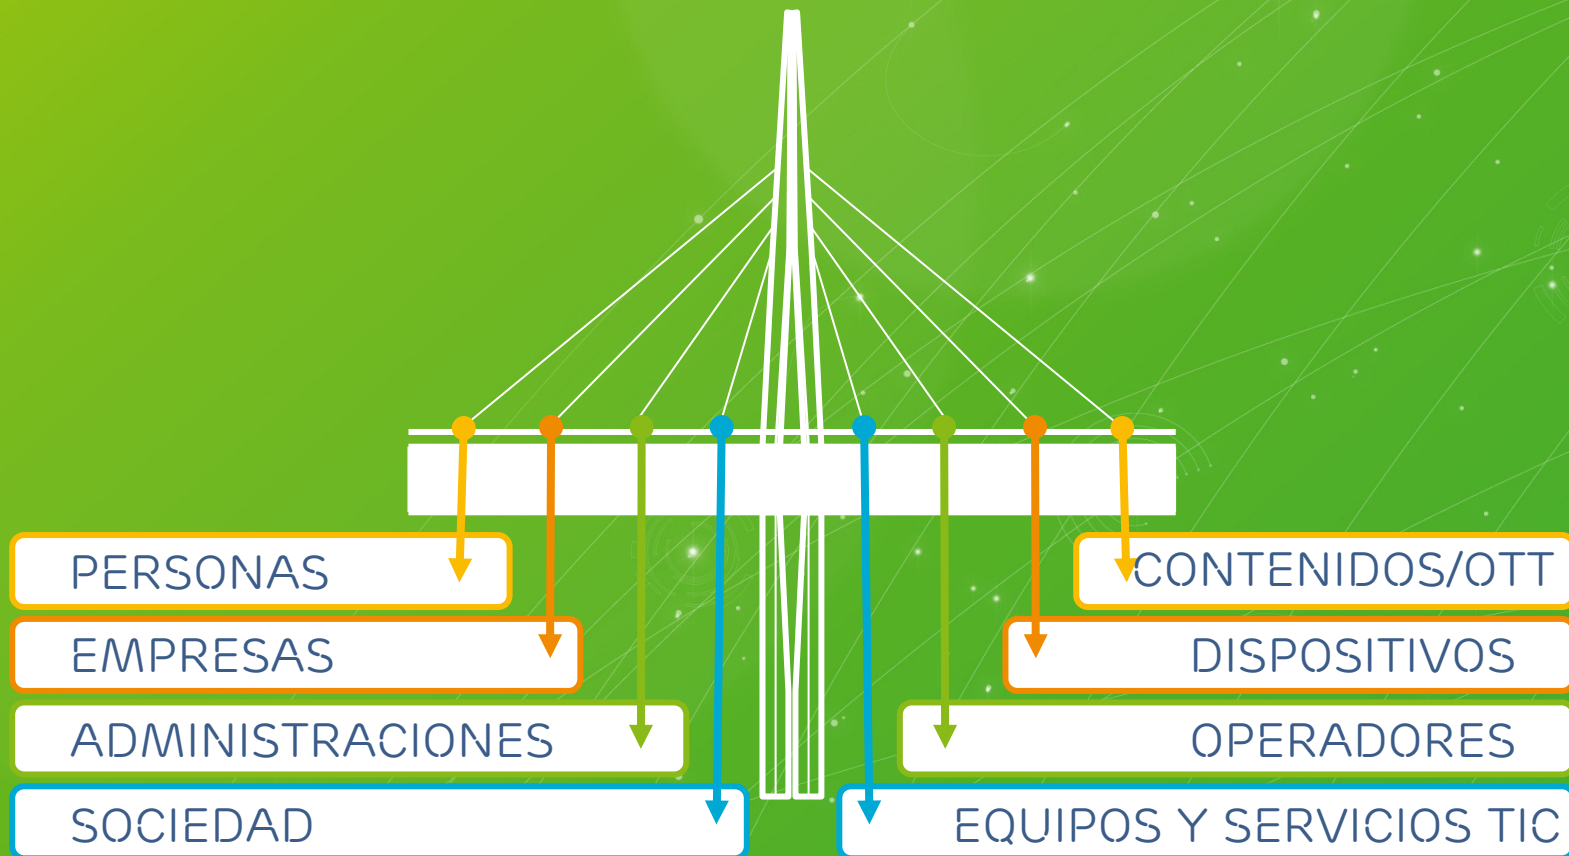 PERSONAS
EMPRESAS
ADMINISTRACIONES
SOCIEDAD
CONTENIDOS/OTT
DISPOSITIVOS
OPERADORES
EQUIPOS Y SERVICIOS TIC